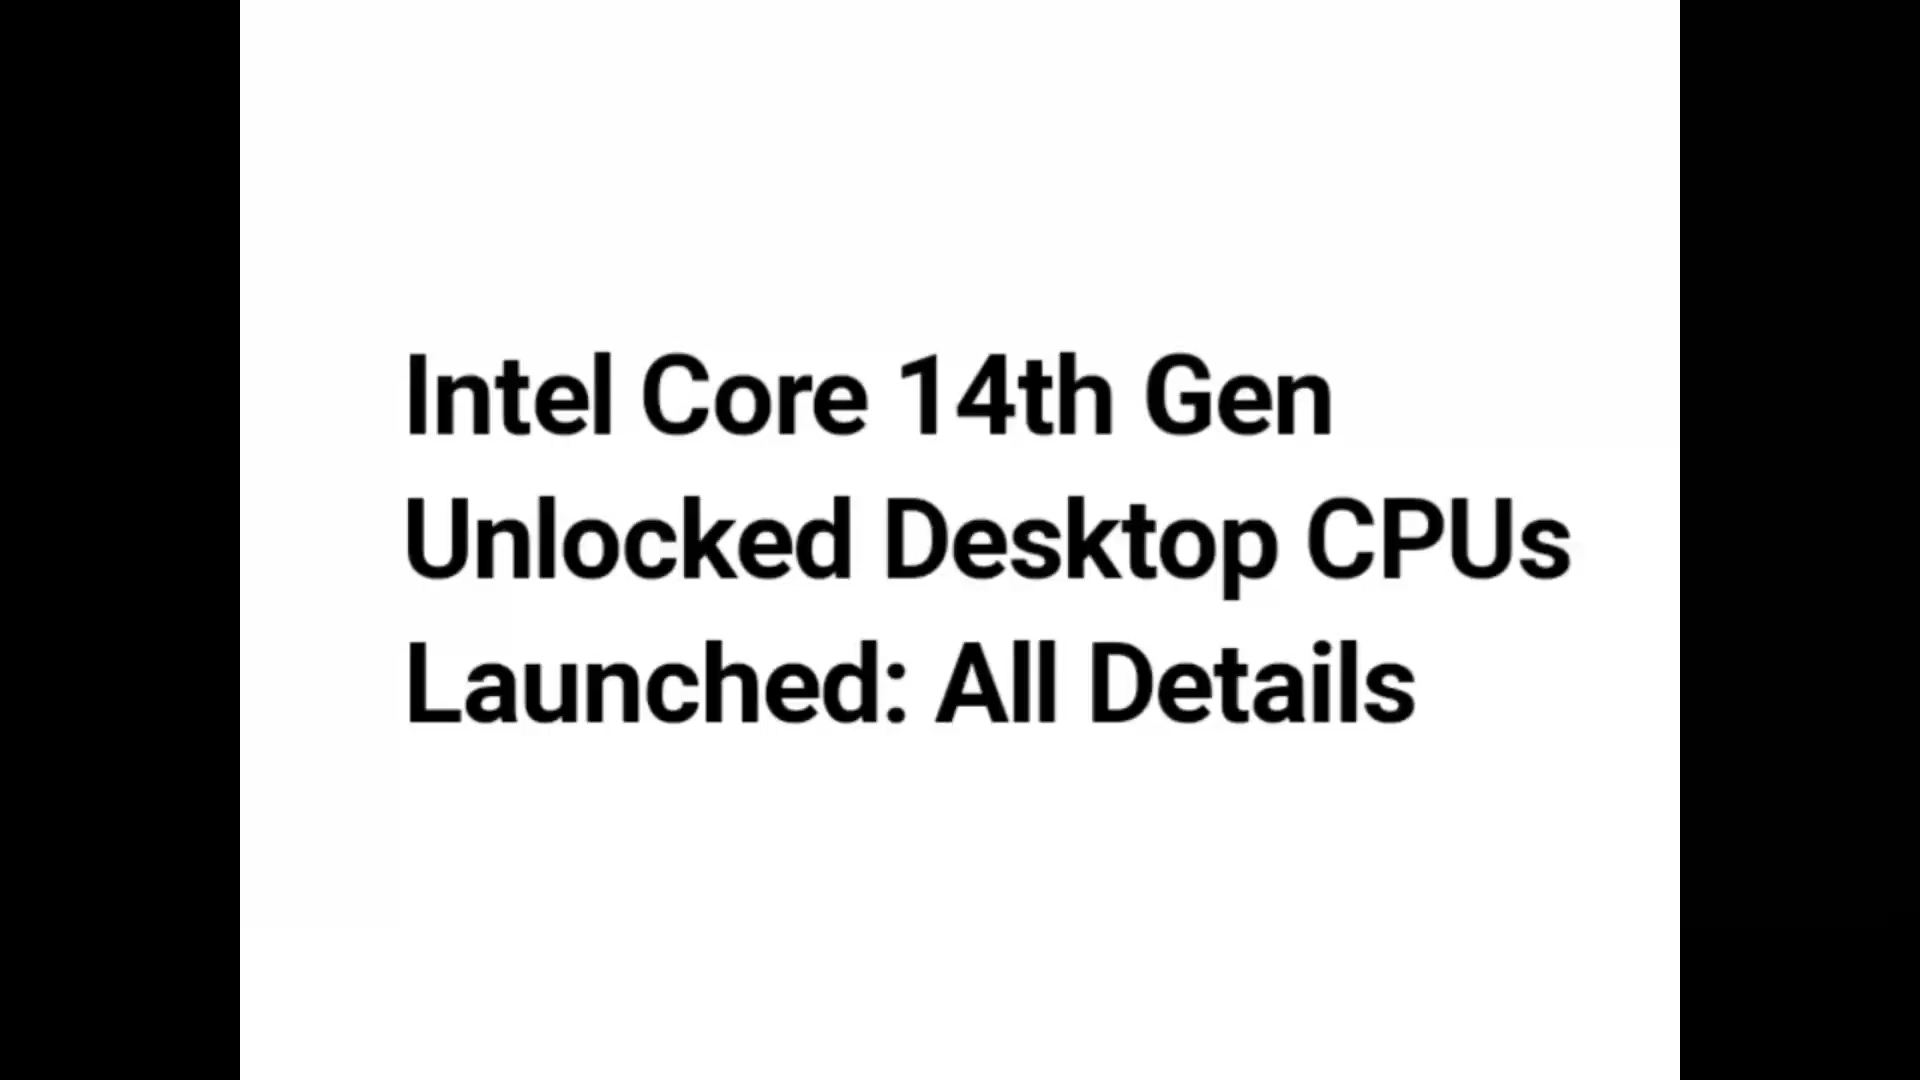 Intel Core 14th Gen
Unlocked Desktop CPUs
Launched: All Details